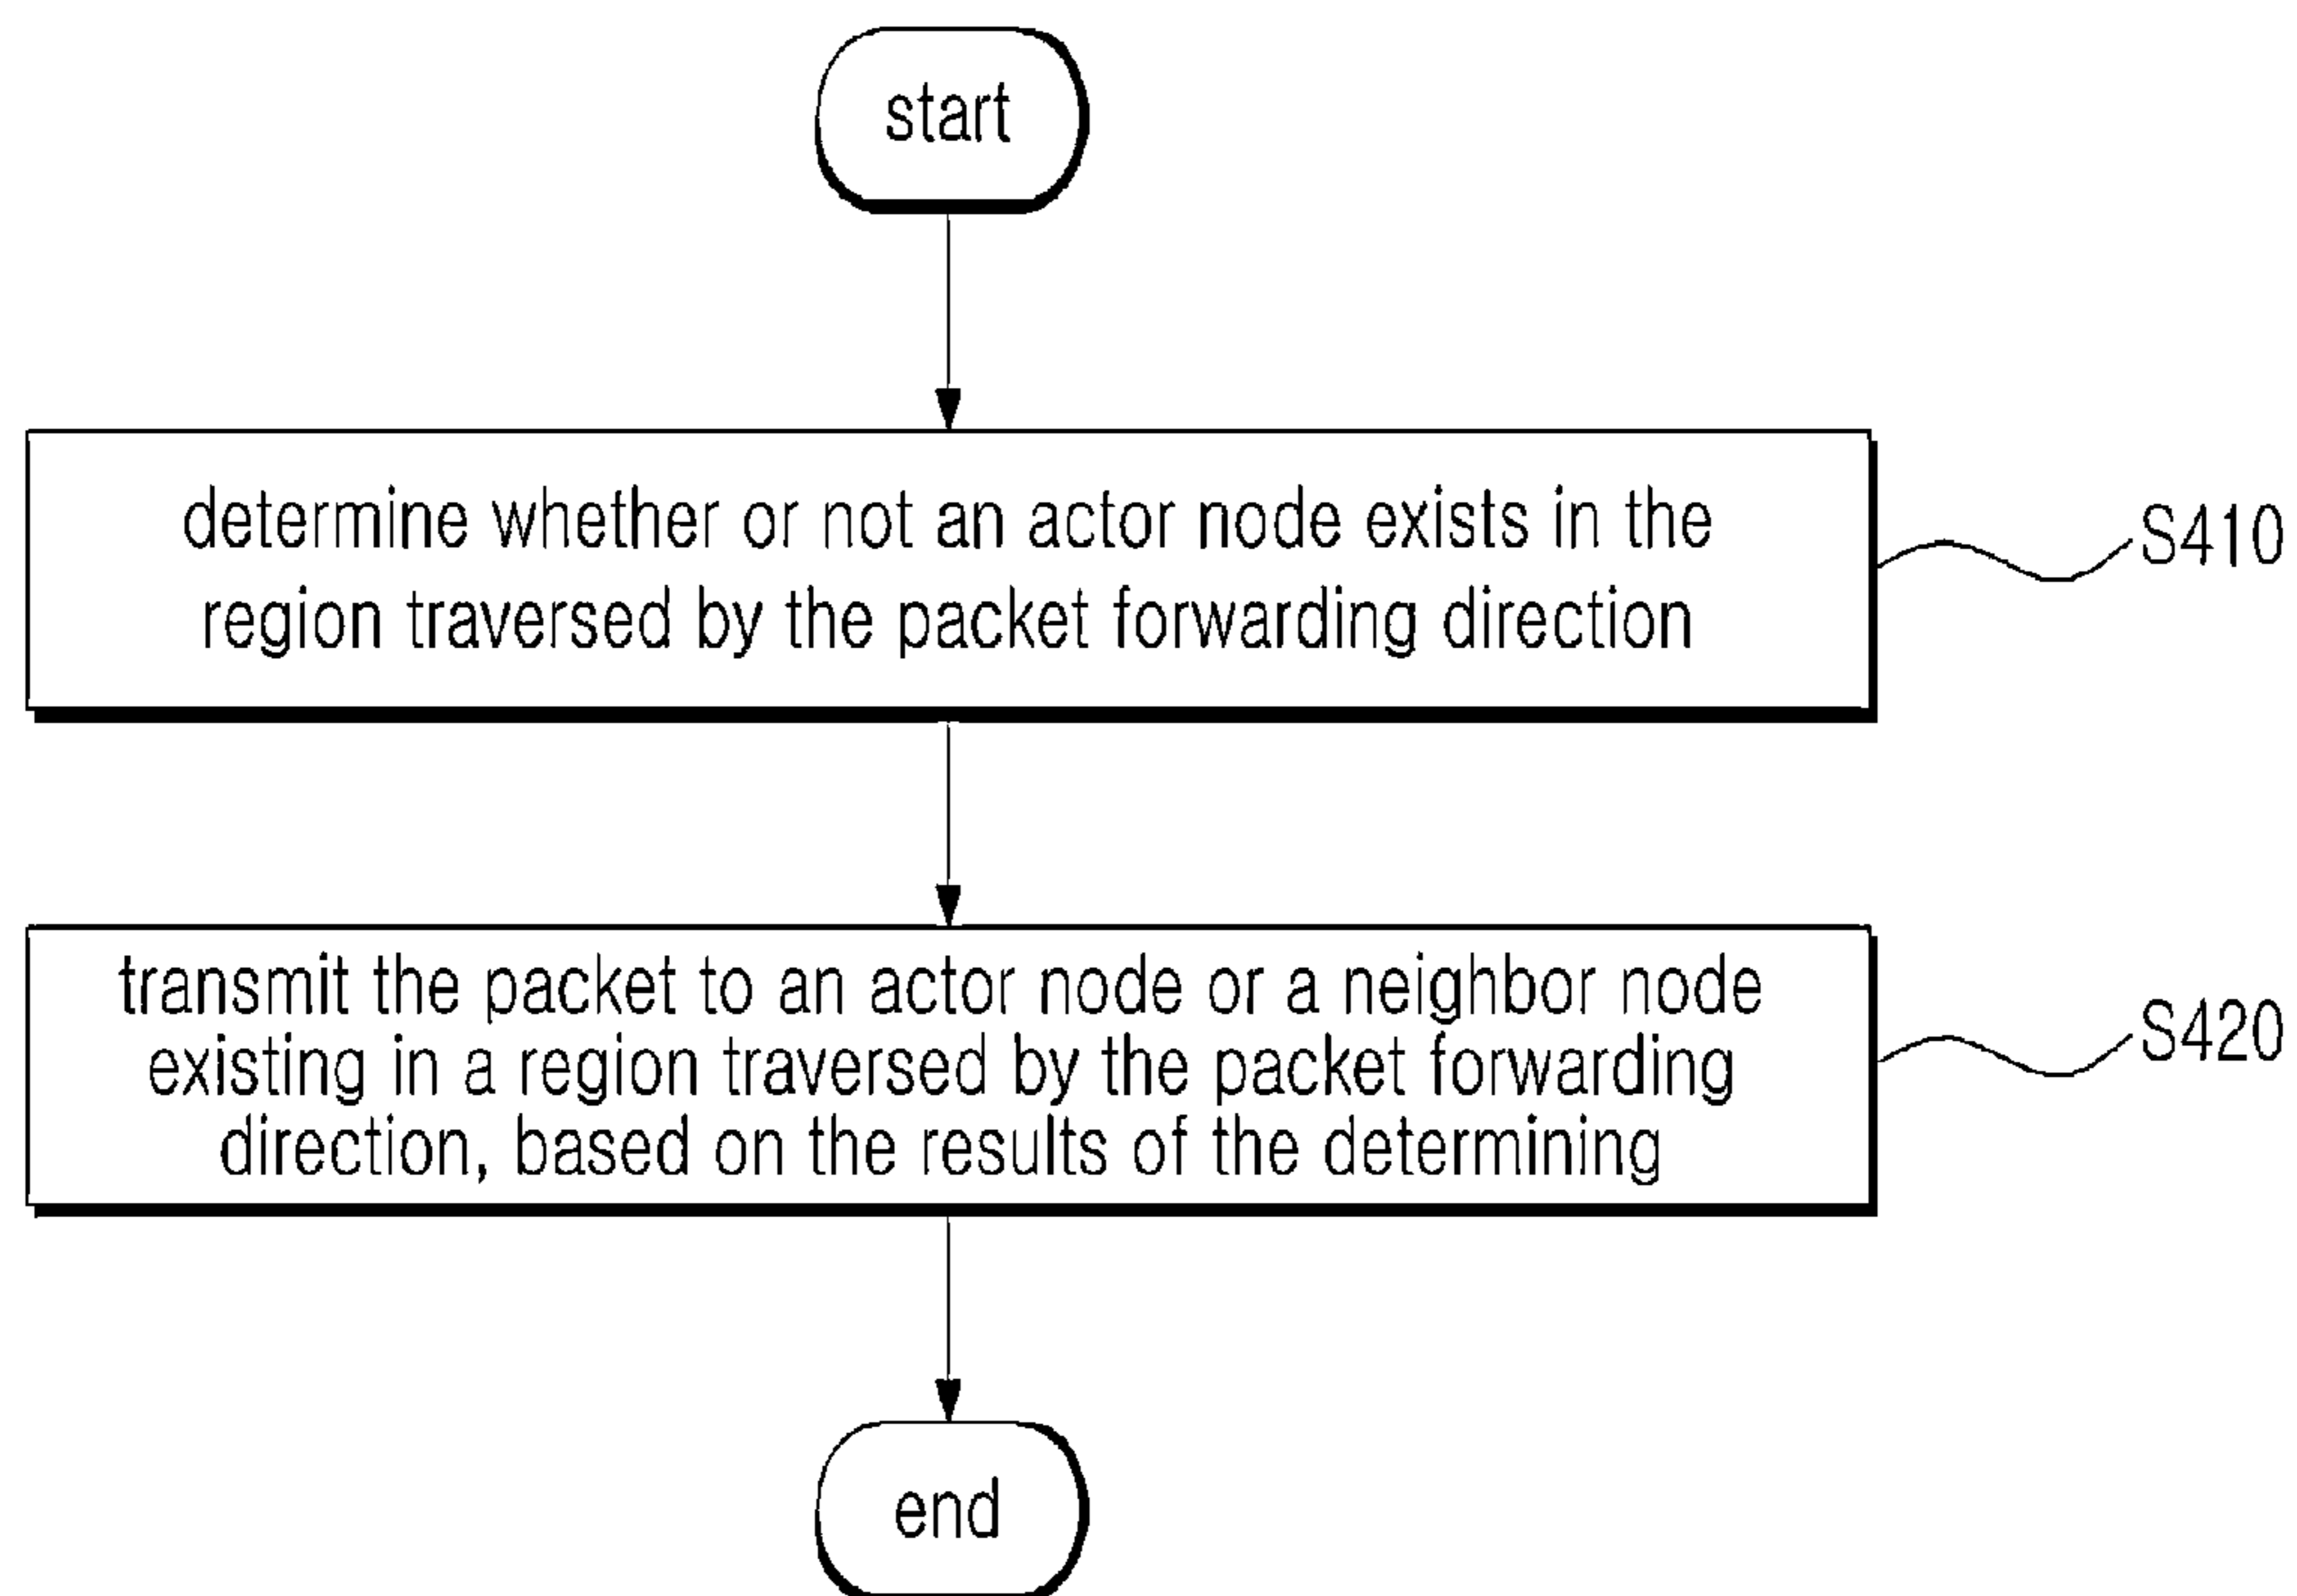 start
determine whether or not an actor node exists in the
region traversed by the packet forwarding direction
S410
transmit the packet to an actor node or a neighbor node
existing in a region traversed by the packet forwarding
direction, based on the results of the determining
S420
end